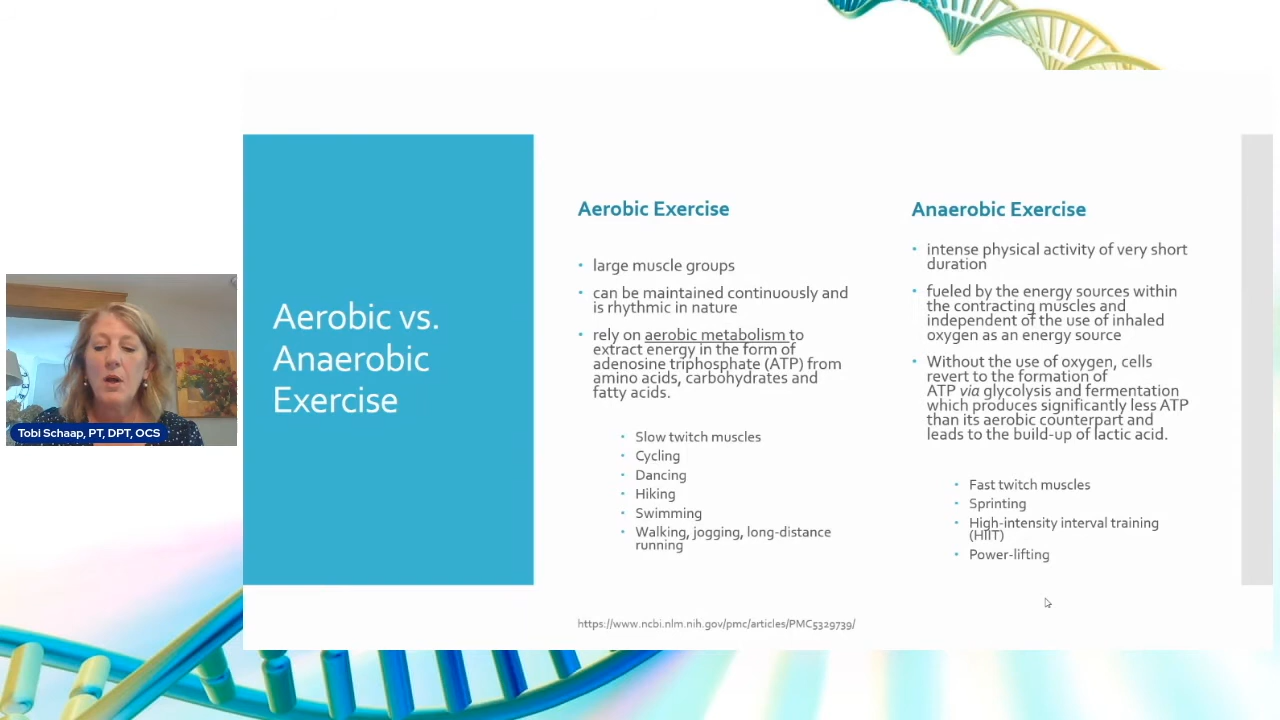 Aerobic vs.
Anaerobic
Exercise
Aerobic Exercise
• large muscle groups
• can be maintained continuously and
is rhythmic in nature
• rely on aerobic metabolism to
extract energy in the form of
adenosine triphosphate (ATP) from
amino acids, carbohydrates and
fatty acids.
• Slow twitch muscles
• Cycling
• Dancing
• Hiking
• Swimming
• Walking, jogging, long-distance
running
Anaerobic Exercise
• intense physical activity of very short
duration
• fueled by the energy sources within
the contracting muscles and
independent of the use of inhaled
oxygen as an energy source
• Without the use of oxygen, cells
revert to the formation of
ATP via glycolysis and fermentation
which produces significantly less ATP
than its aerobic counterpart and
leads to the build-up of lactic acid.
• Fast twitch muscles
• Sprinting
• High-intensity interval training
(HIIT)
• Power-lifting
https://www.ncbi.nlm.nih.gov/pmc/articles/PMC5329739/
Tobi Schaap, PT, DPT, OCS